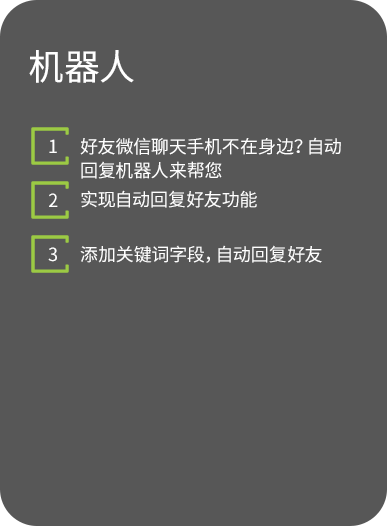 机器人
1 好友微信聊天手机不在身边？自动
回复机器人来帮您
2 实现自动回复好友功能
3 添加关键词字段，自动回复好友